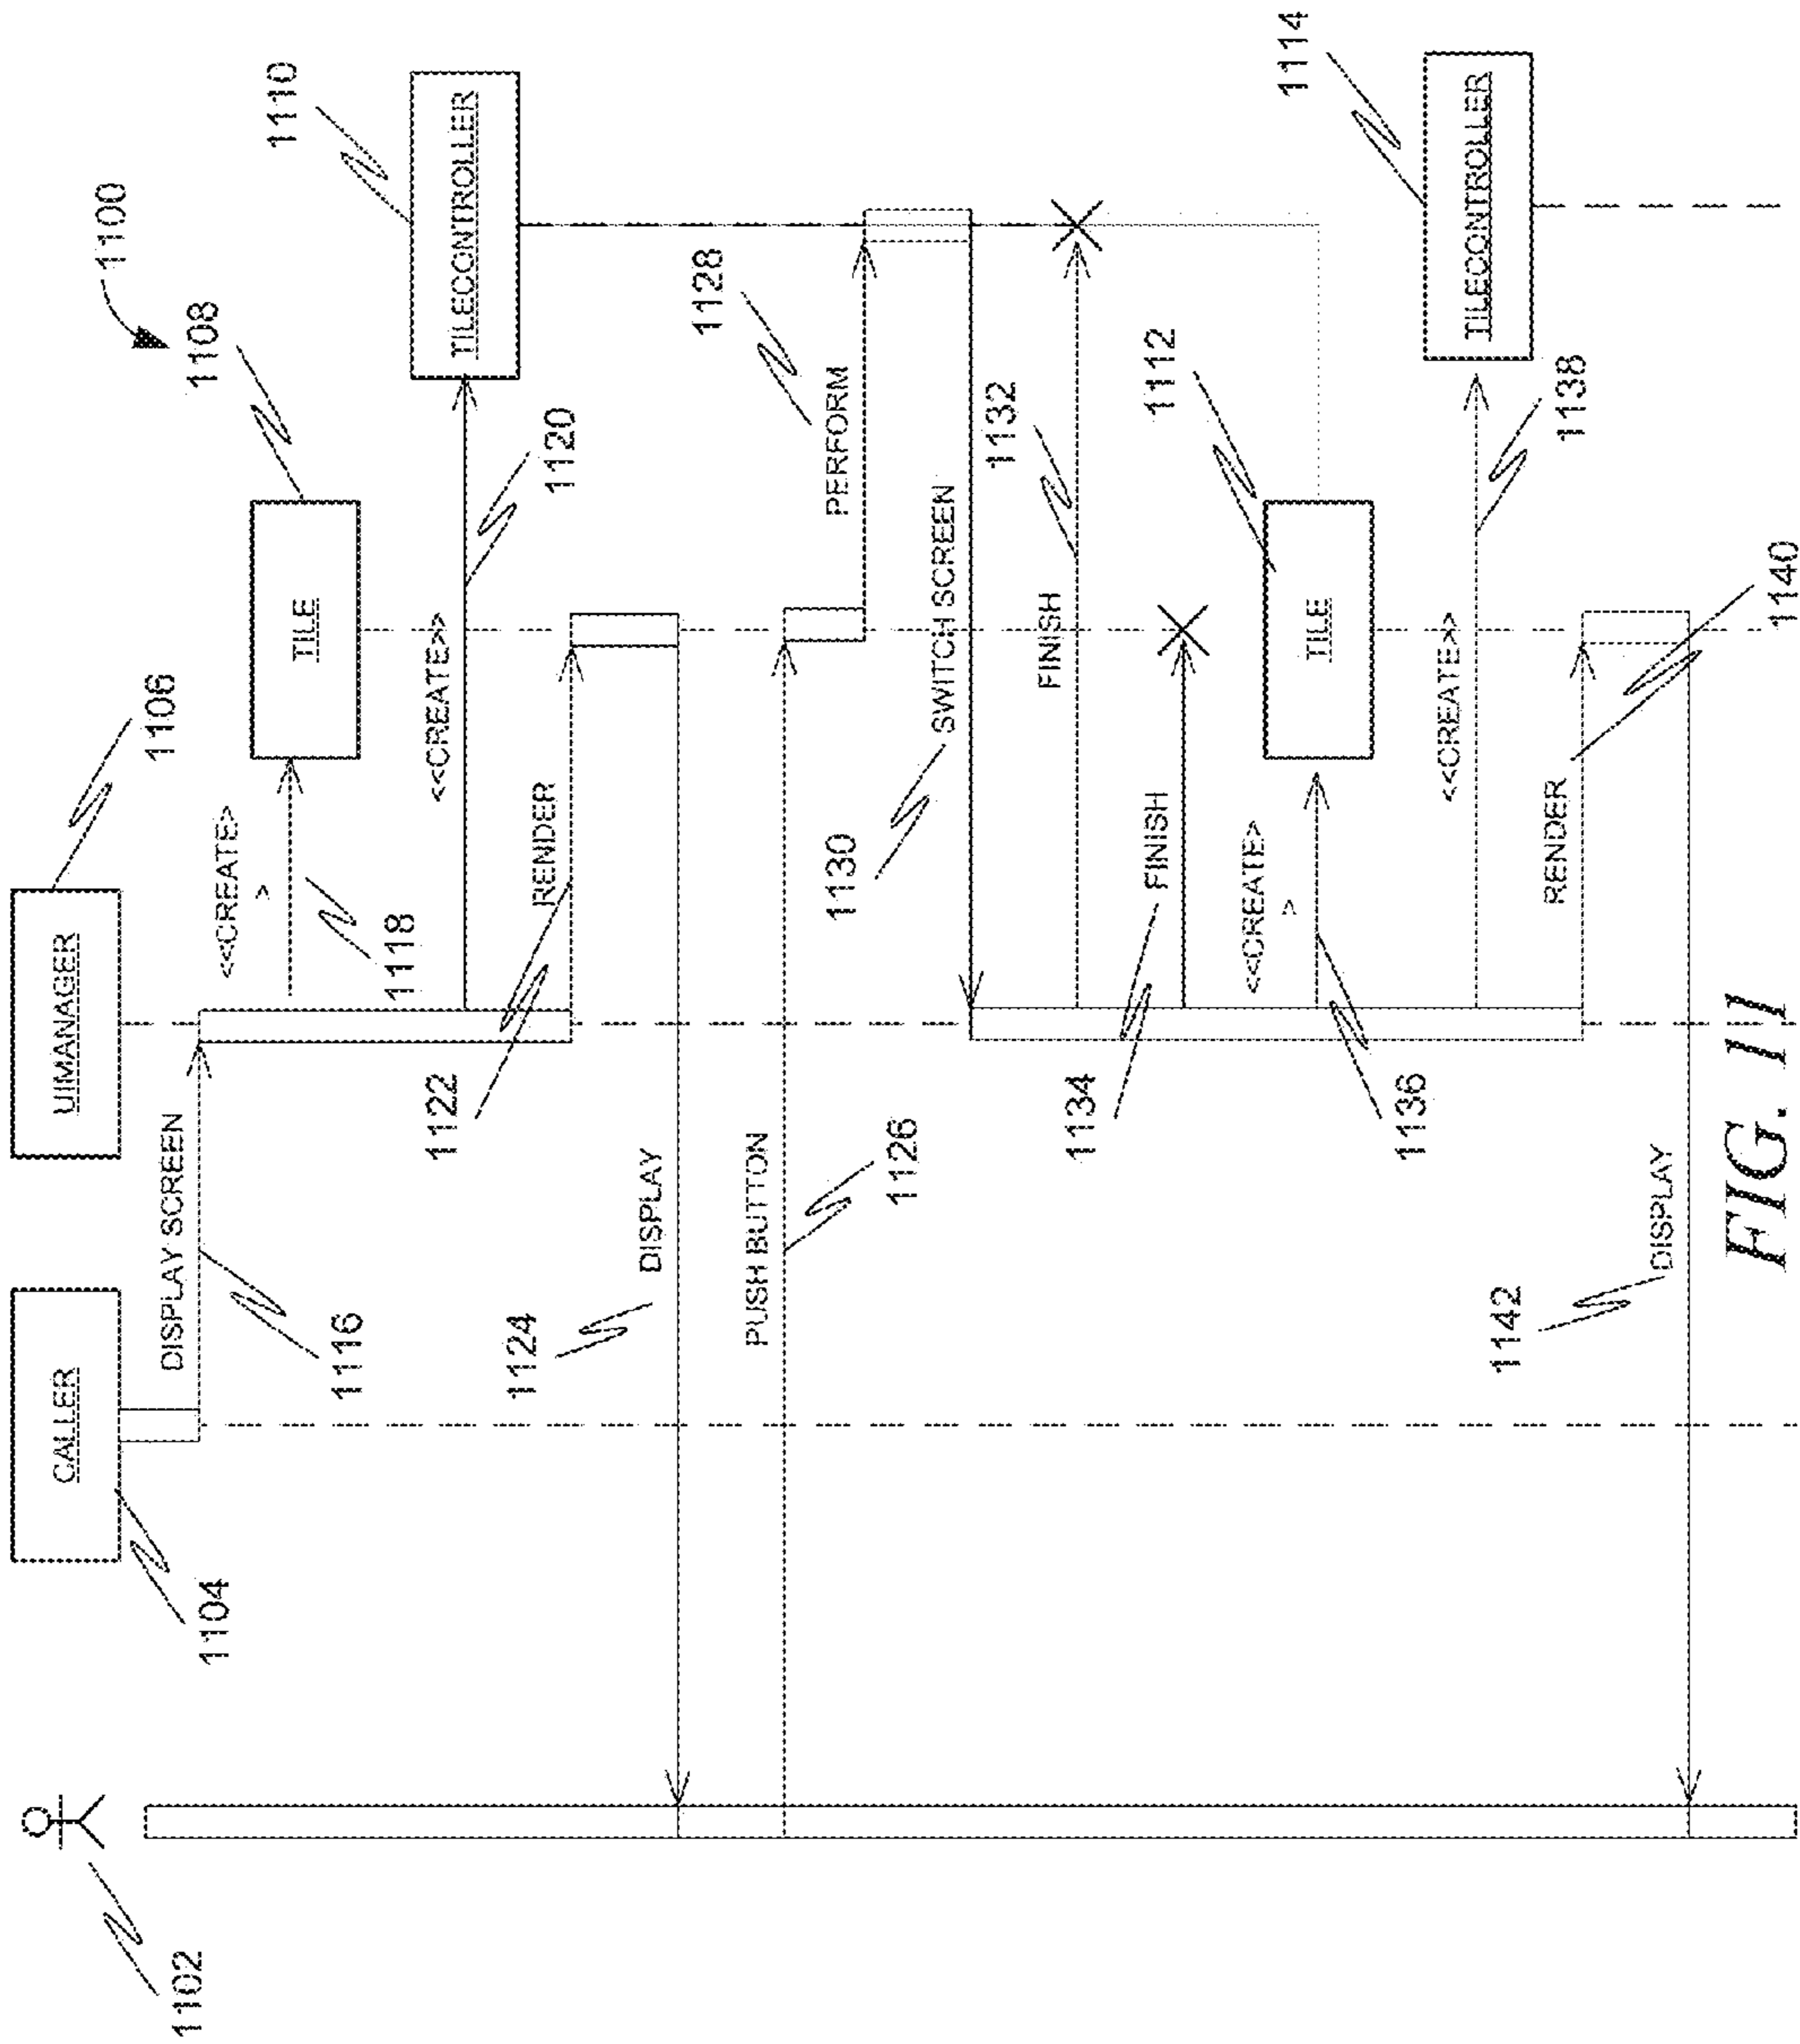 1100
1102
CALLER
1104
UIMANAGER
1106
TILE
1108
TILECONTROLLER
1110
DISPLAY SCREEN
1116
<<CREATE>
>
1118
<<CREATE>>
1120
RENDER
1122
DISPLAY
1124
PUSH BUTTON
1126
PERFORM
1128
SWITCH SCREEN
1130
FINISH
1132
FINISH
1134
<<CREATE>
>
1136
TILE
1112
<<CREATE>>
1138
TILECONTROLLER
1114
RENDER
1140
DISPLAY
1142
FIG. 11